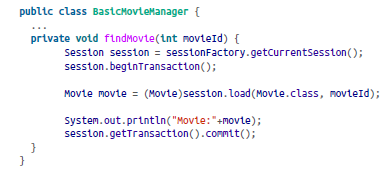 public class BasicMovieManager {
...
private void findMovie(int movieId) {
Session session = sessionFactory.getCurrentSession();
session.beginTransaction();
Movie movie = (Movie)session.load(Movie.class, movieId);
System.out.println("Movie:"+movie);
session.getTransaction().commit();
}
}